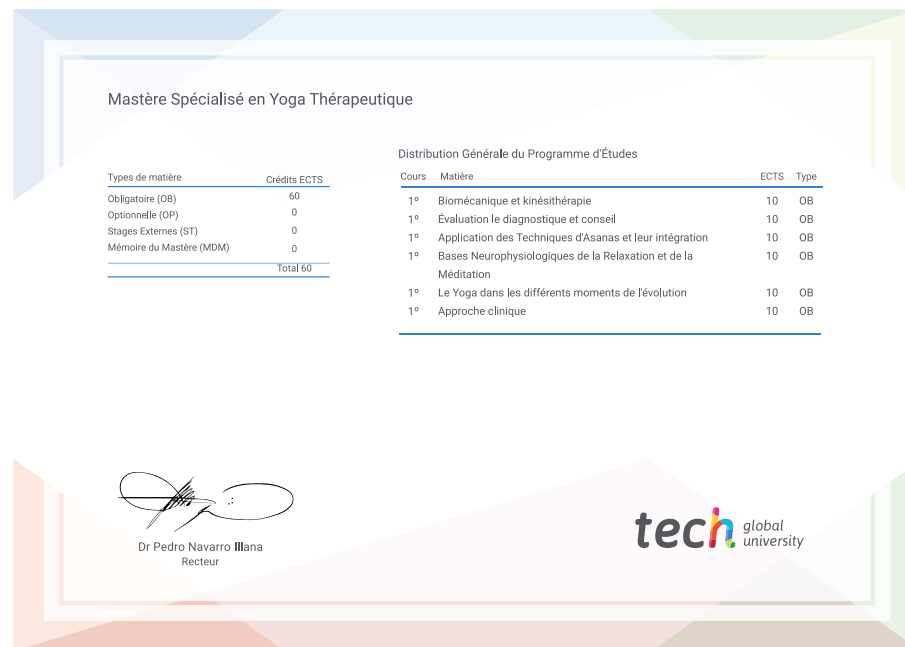 Mastère Spécialisé en Yoga Thérapeutique
Types de matière Crédits ECTS
Obligatoire (OB) 60
Optionnelle (OP) 0
Stages Externes (ST) 0
Mémoire du Mastère (MDM) 0
Total 60
Distribution Générale du Programme d'Études
Cours Matière ECTS Type
1º Biomécanique et kinésithérapie 10 OB
1º Évaluation le diagnostique et conseil 10 OB
1º Application des Techniques d'Asanas et leur intégration 10 OB
1º Bases Neurophysiologiques de la Relaxation et de la 10 OB
Méditation
1º Le Yoga dans les différents moments de l'évolution 10 OB
1º Approche clinique 10 OB
Dr Pedro Navarro Illana
Recteur
tech global
university